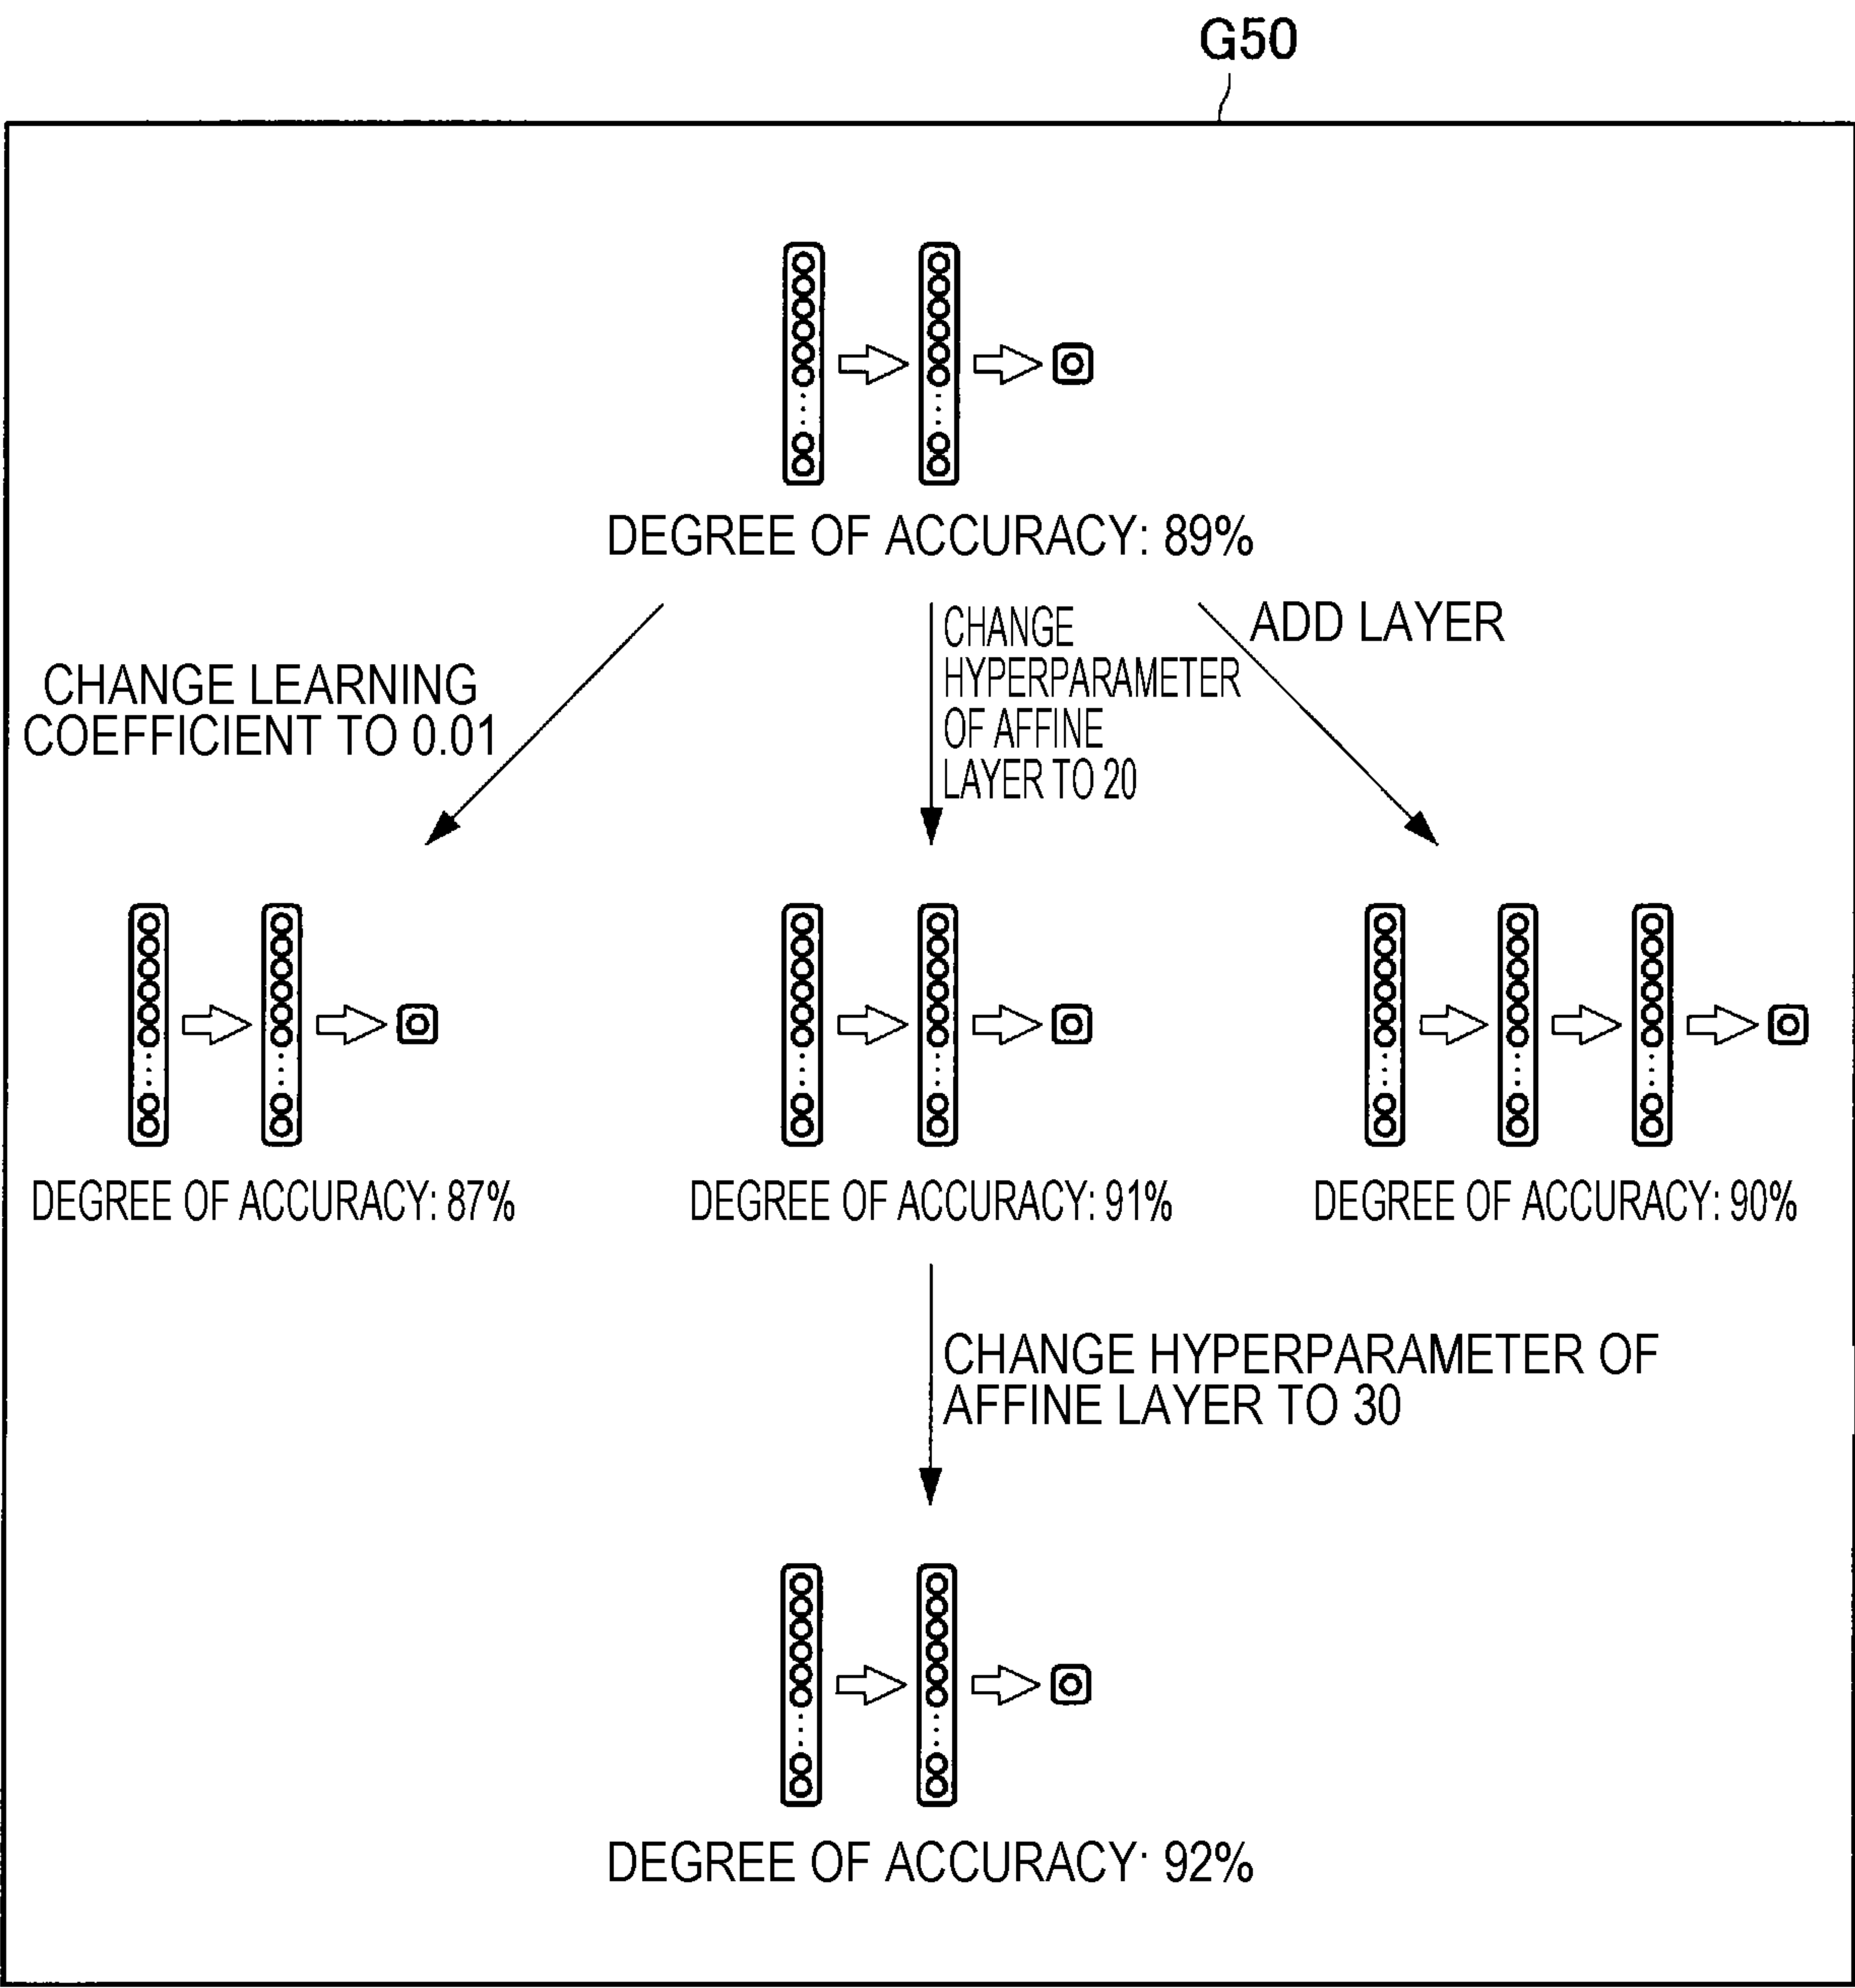 G50
DEGREE OF ACCURACY: 89%
CHANGE LEARNING
COEFFICIENT TO 0.01
CHANGE
HYPERPARAMETER
OF AFFINE
LAYER TO 20
ADD LAYER
DEGREE OF ACCURACY: 87%
DEGREE OF ACCURACY: 91%
DEGREE OF ACCURACY: 90%
CHANGE HYPERPARAMETER OF
AFFINE LAYER TO 30
DEGREE OF ACCURACY: 92%